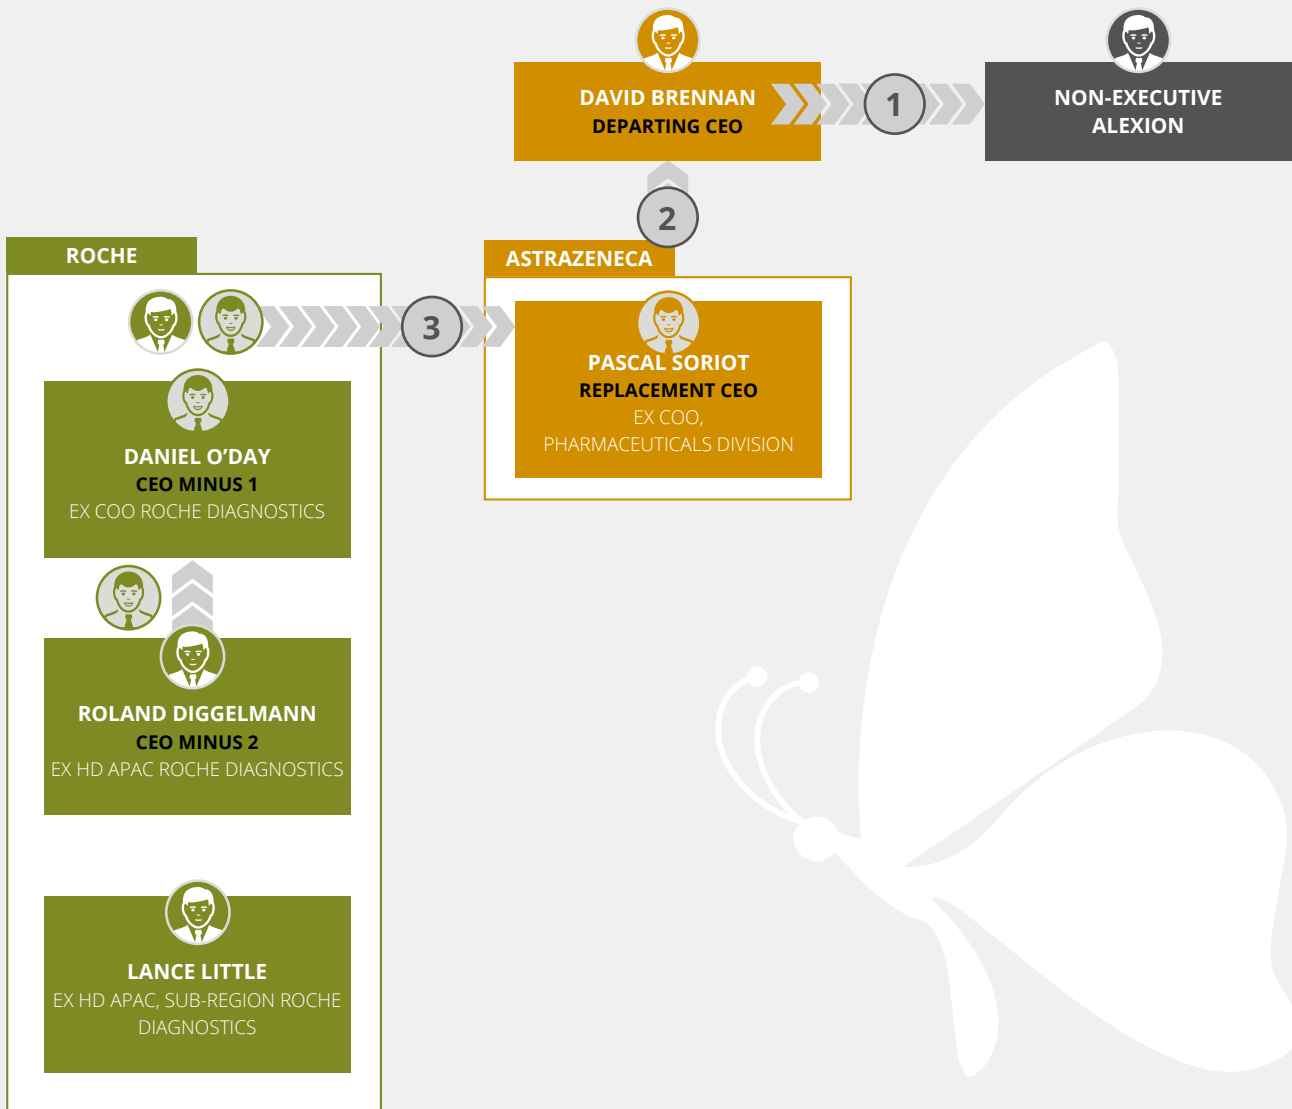 DAVID BRENNAN
DEPARTING CEO
1
NON-EXECUTIVE
ALEXION
2
ROCHE
ASTRAZENECA
3
PASCAL SORIOT
REPLACEMENT CEO
EX COO,
PHARMACEUTICALS DIVISION
DANIEL O’DAY
CEO MINUS 1
EX COO ROCHE DIAGNOSTICS
ROLAND DIGGELMANN
CEO MINUS 2
EX HD APAC ROCHE DIAGNOSTICS
LANCE LITTLE
EX HD APAC, SUB-REGION ROCHE
DIAGNOSTICS